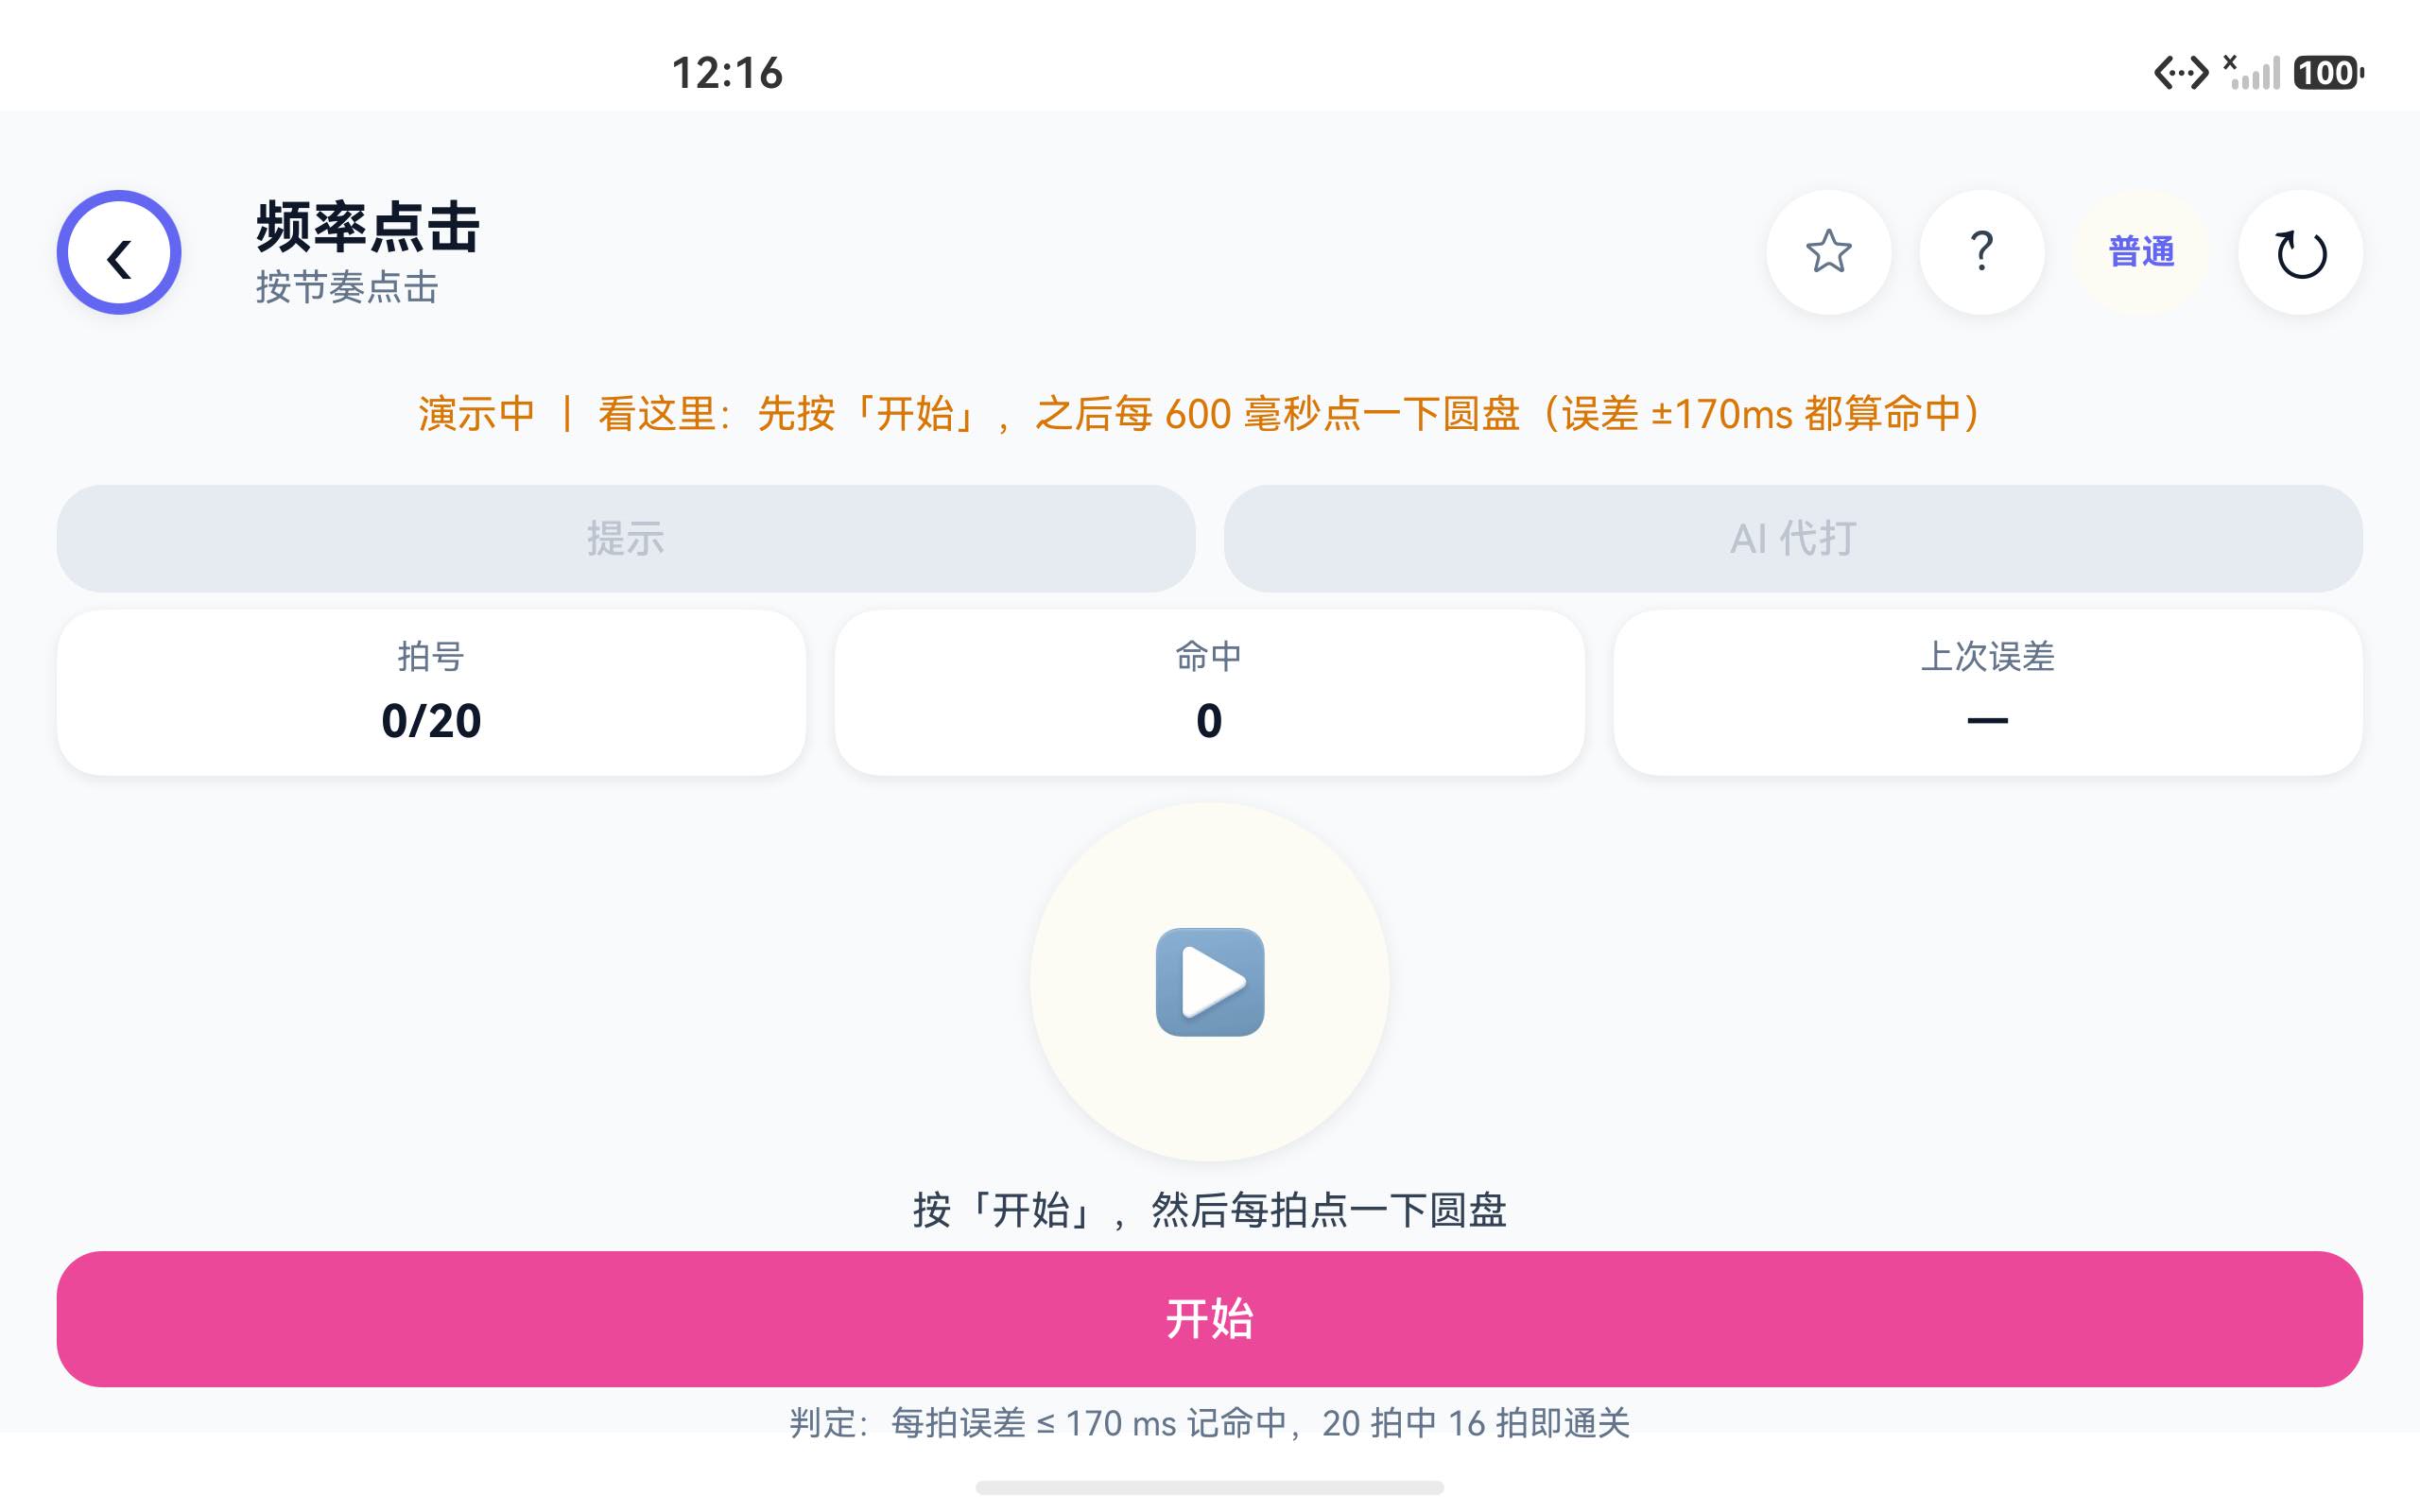 12:16
100
频率点击
按节奏点击
?
普通
演示中 | 看这里：先按「开始」，之后每 600 毫秒点一下圆盘（误差 ±170ms 都算命中）
提示
AI 代打
拍号
0/20
命中
0
上次误差
—
按「开始」，然后每拍点一下圆盘
开始
判定：每拍误差 ≤ 170 ms 记命中，20 拍中 16 拍即通关